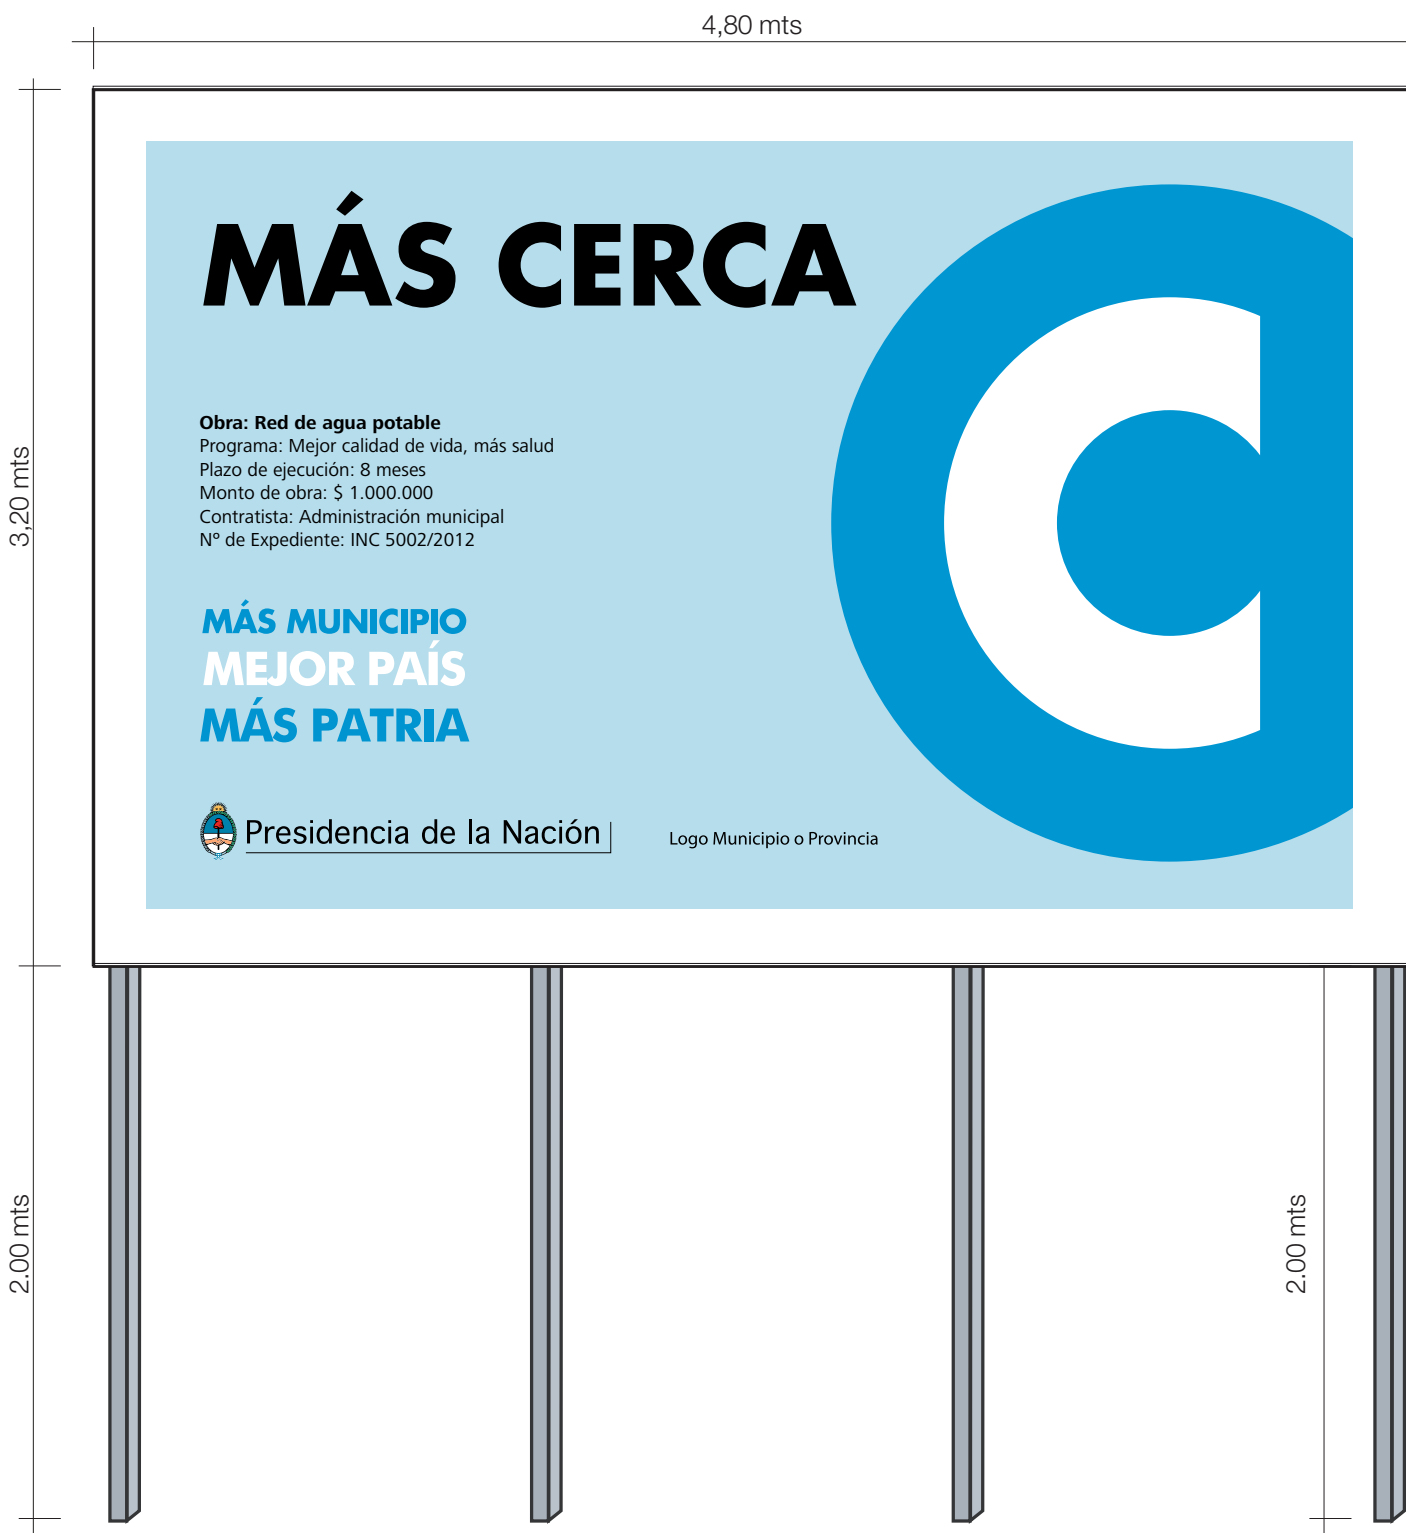 4,80 mts
MÁS CERCA
Obra: Red de agua potable
Programa: Mejor calidad de vida, más salud
Plazo de ejecución: 8 meses
Monto de obra: $ 1.000.000
Contratista: Administración municipal
Nº de Expediente: INC 5002/2012
3,20 mts
MÁS MUNICIPIO
MEJOR PAÍS
MÁS PATRIA
Presidencia de la Nación
Logo Municipio o Provincia
2.00 mts
2.00 mts